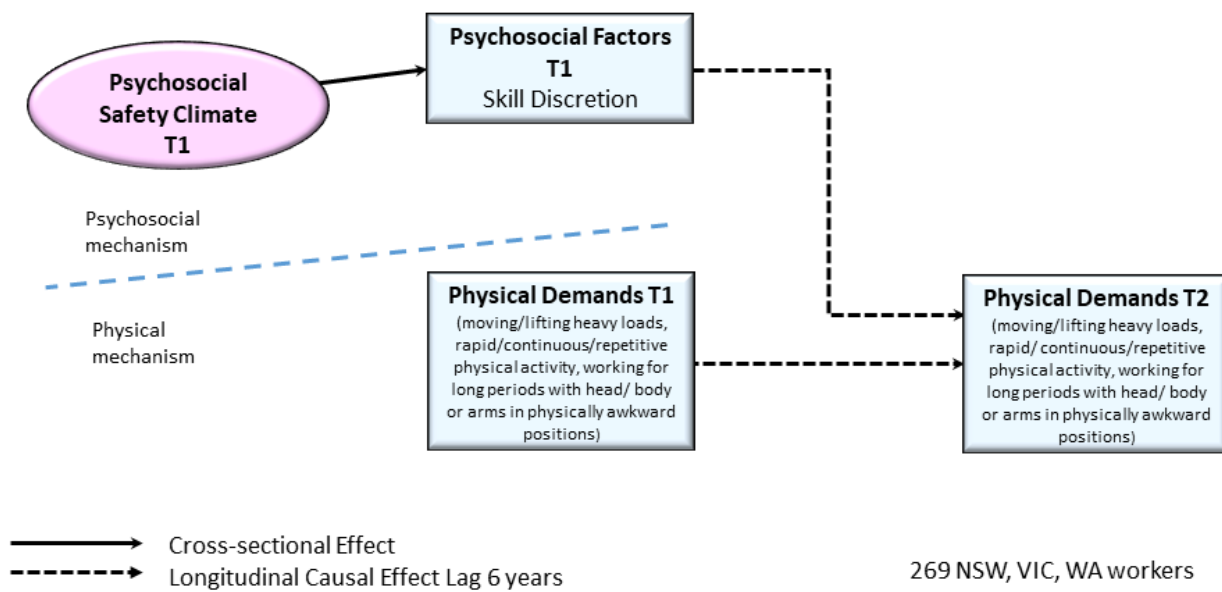 Psychosocial
Safety Climate
T1
Psychosocial Factors
T1
Skill Discretion
Psychosocial
mechanism
Physical
mechanism
Physical Demands T1
(moving/lifting heavy loads,
rapid/continuous/repetitive
physical activity, working for
long periods with head/ body
or arms in physically awkward
positions)
Physical Demands T2
(moving/lifting heavy loads,
rapid/ continuous/repetitive
physical activity, working for
long periods with head/ body
or arms in physically awkward
positions)
Cross-sectional Effect
Longitudinal Causal Effect Lag 6 years
269 NSW, VIC, WA workers